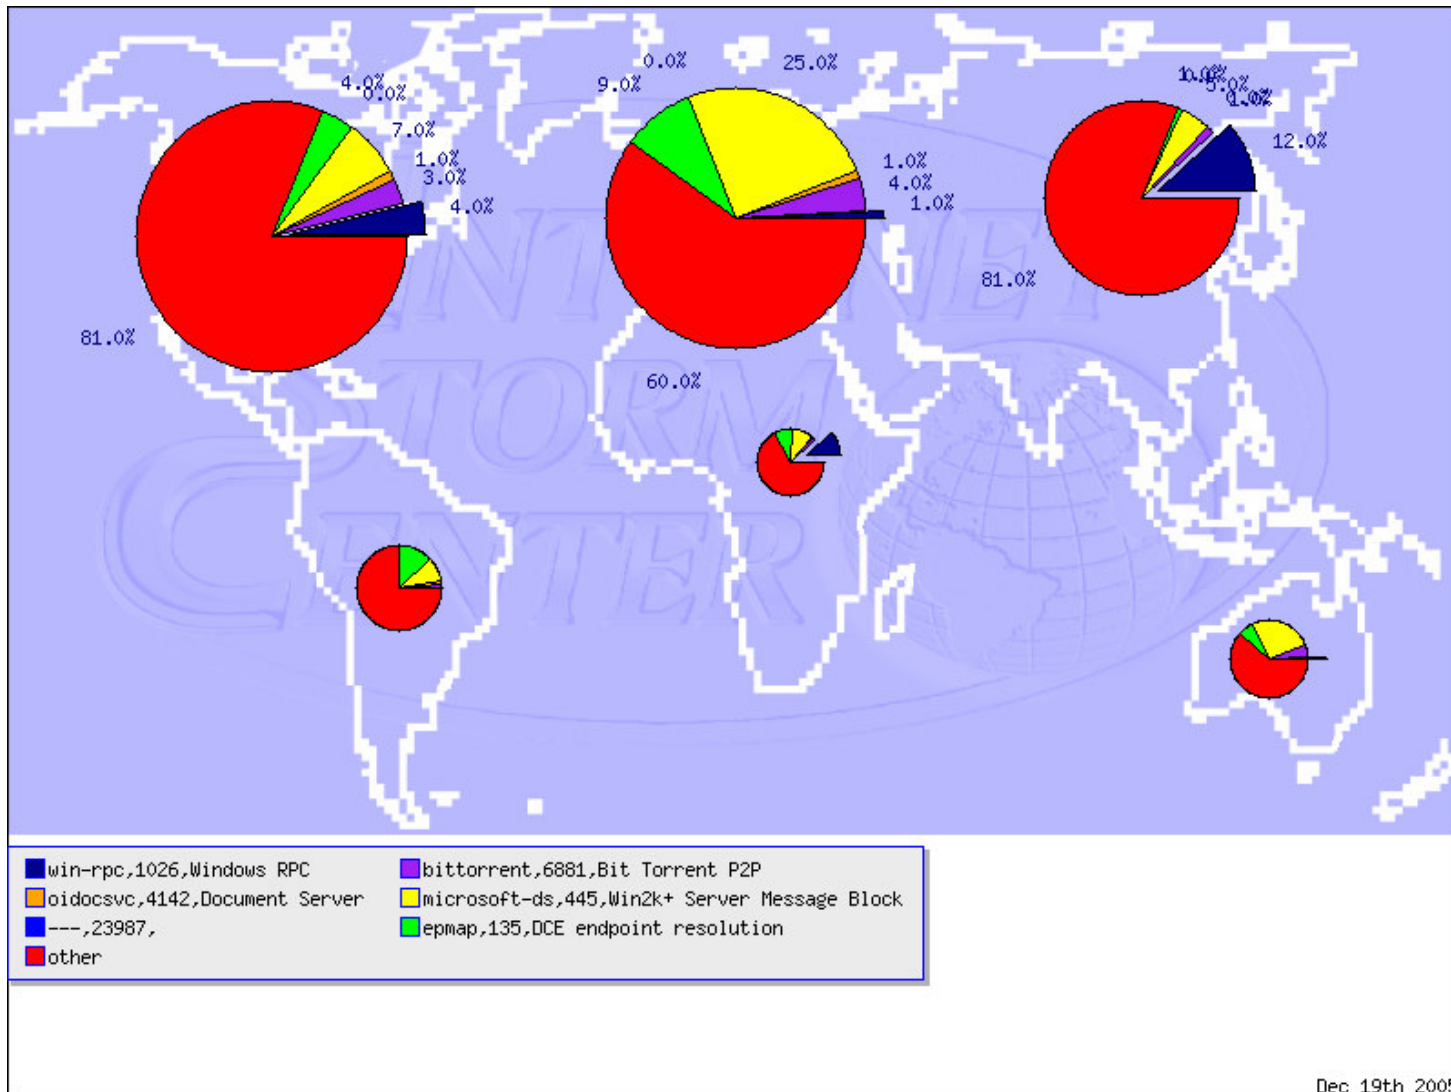 0.0%
25.0%
9.0%
4.0%
0.0%
7.0%
1.0%
3.0%
4.0%
81.0%
1.0%
4.0%
1.0%
60.0%
12.0%
81.0%
INTERNET
STORM
CENTER
win-rpc,1026,Windows RPC
bittorrent,6881,Bit Torrent P2P
oidocsvc,4142,Document Server
microsoft-ds,445,Win2k+ Server Message Block
---,23987,
epmap,135,DCE endpoint resolution
other
Dec 19th